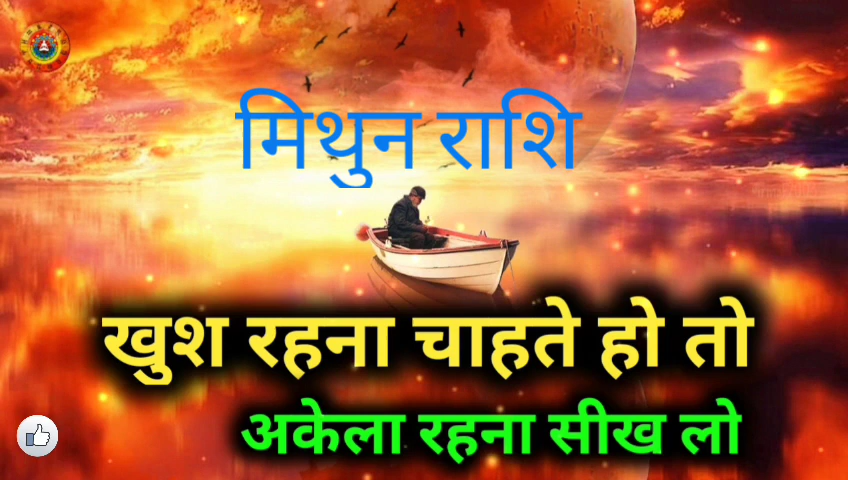 मिथुन राशि
खुश रहना चाहते हो तो
अकेला रहना सीख लो